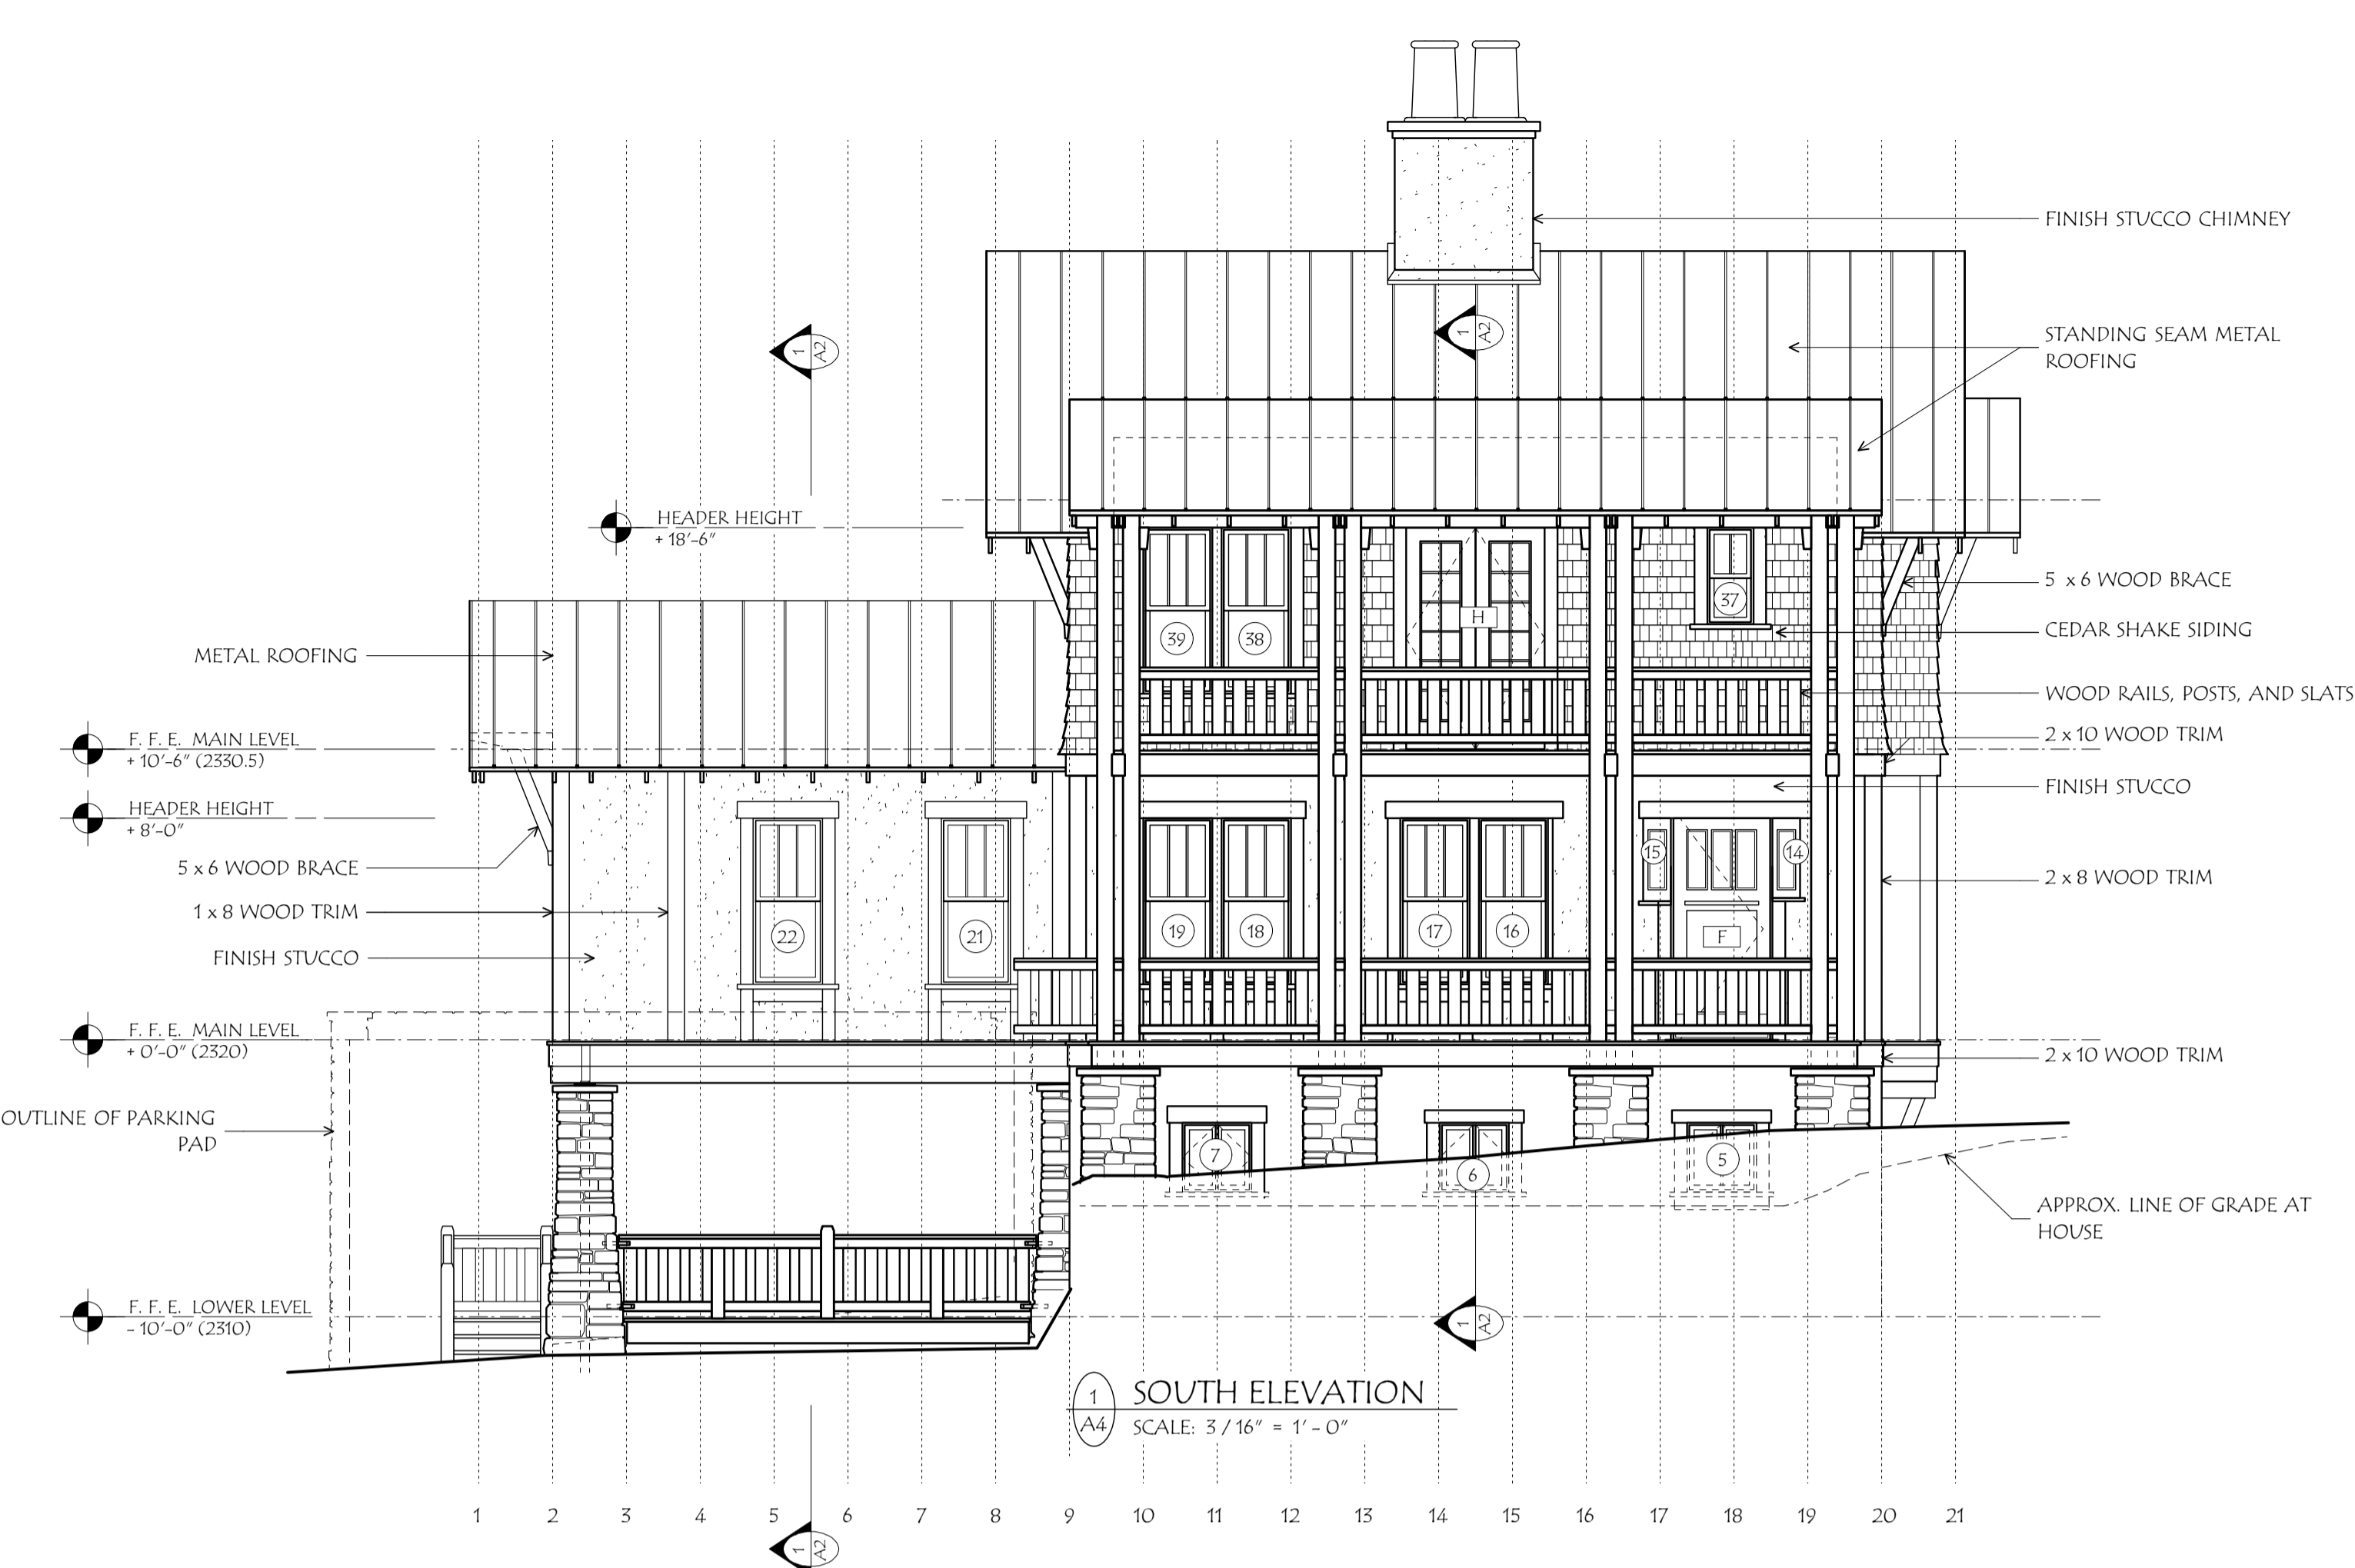 FINISH STUCCO CHIMNEY
STANDING SEAM METAL
ROOFING
1
A2
1
A2
HEADER HEIGHT
+ 18'-6"
5 x 6 WOOD BRACE
37
H
39
38
CEDAR SHAKE SIDING
METAL ROOFING
WOOD RAILS, POSTS, AND SLATS
2 x 10 WOOD TRIM
F. F. E. MAIN LEVEL
+ 10'-6" (2330.5)
FINISH STUCCO
HEADER HEIGHT
+ 8'-0"
15
14
5 x 6 WOOD BRACE
2 x 8 WOOD TRIM
1 x 8 WOOD TRIM
22
21
19
18
17
16
F
FINISH STUCCO
F. F. E. MAIN LEVEL
+ 0'-0" (2320)
2 x 10 WOOD TRIM
OUTLINE OF PARKING
PAD
7
6
5
APPROX. LINE OF GRADE AT
HOUSE
F. F. E. LOWER LEVEL
- 10'-0" (2310)
1
A2
1
A4
SOUTH ELEVATION
SCALE: 3 / 16" = 1' - 0"
1 2 3 4 5 6 7 8 9 10 11 12 13 14 15 16 17 18 19 20 21
1
A2